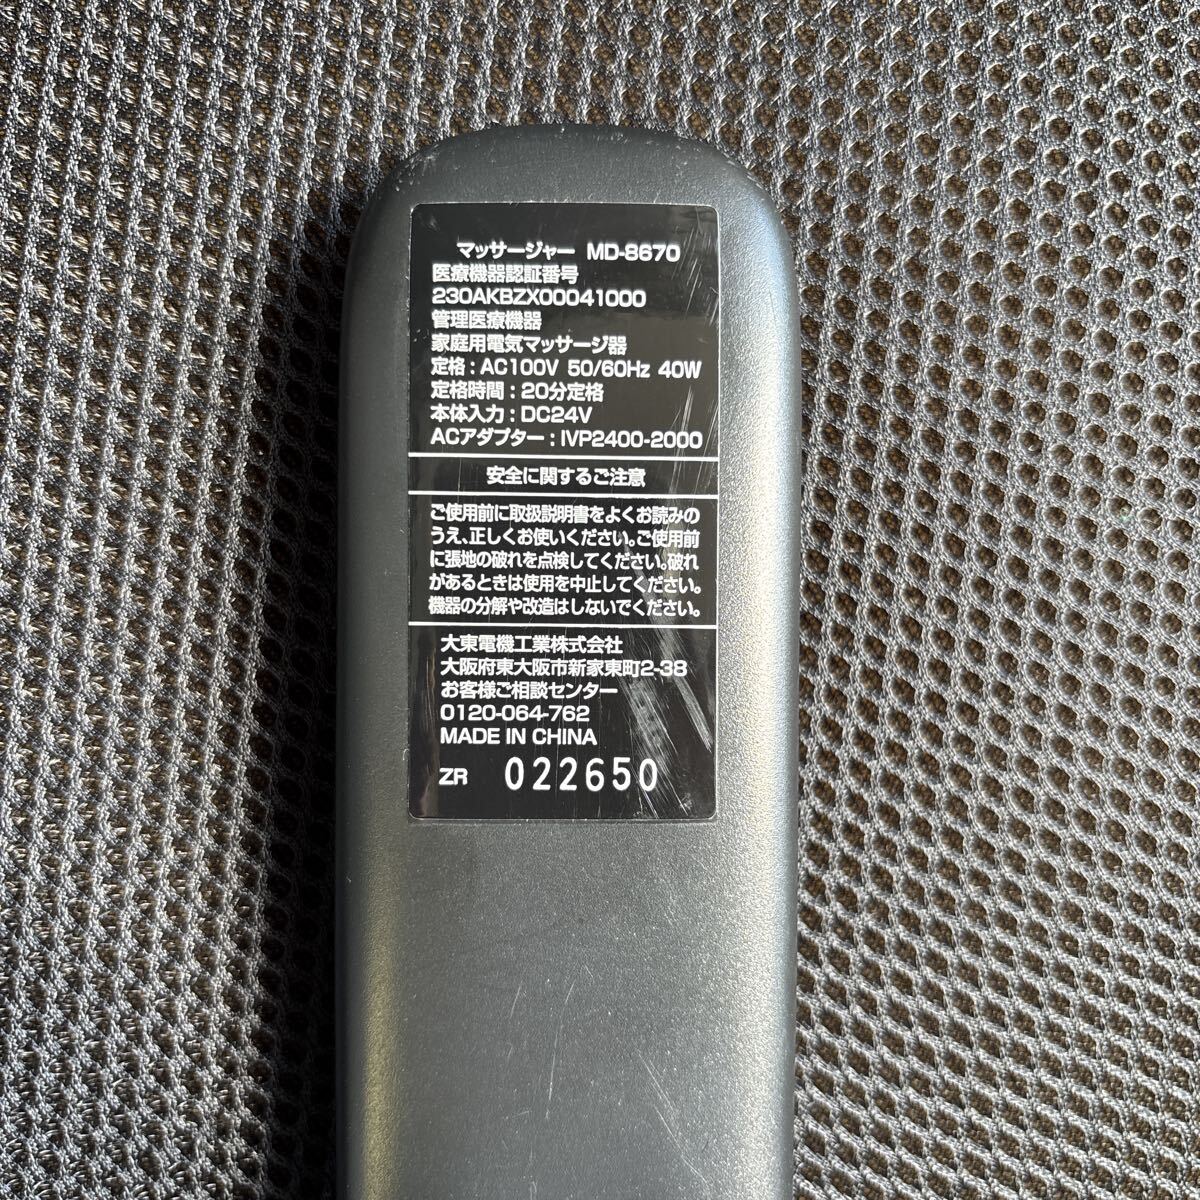 マッサージャー MD-8670
医療機器認証番号
230AKBZX00041000
管理医療機器
家庭用電気マッサージ器
定格：AC100V 50/60Hz 40W
定格時間：20分定格
本体入力：DC24V
ACアダプター：IVP2400-2000
安全に関するご注意
ご使用前に取扱説明書をよくお読みの
うえ、正しくお使いください。ご使用前
に張地の破れを点検してください。破れ
があるときは使用を中止してください。
機器の分解や改造はしないでください。
大東電機工業株式会社
大阪府東大阪市新家東町2-38
お客様ご相談センター
0120-064-762
MADE IN CHINA
ZR 022650